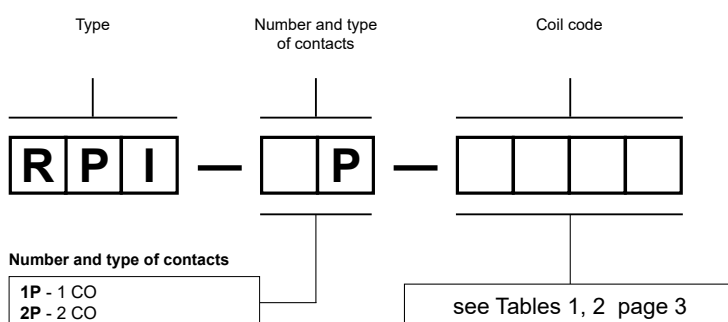 Type
Number and type
of contacts
Coil code
RPI — P —
Number and type of contacts
1P - 1 CO
2P - 2 CO
see Tables 1, 2 page 3